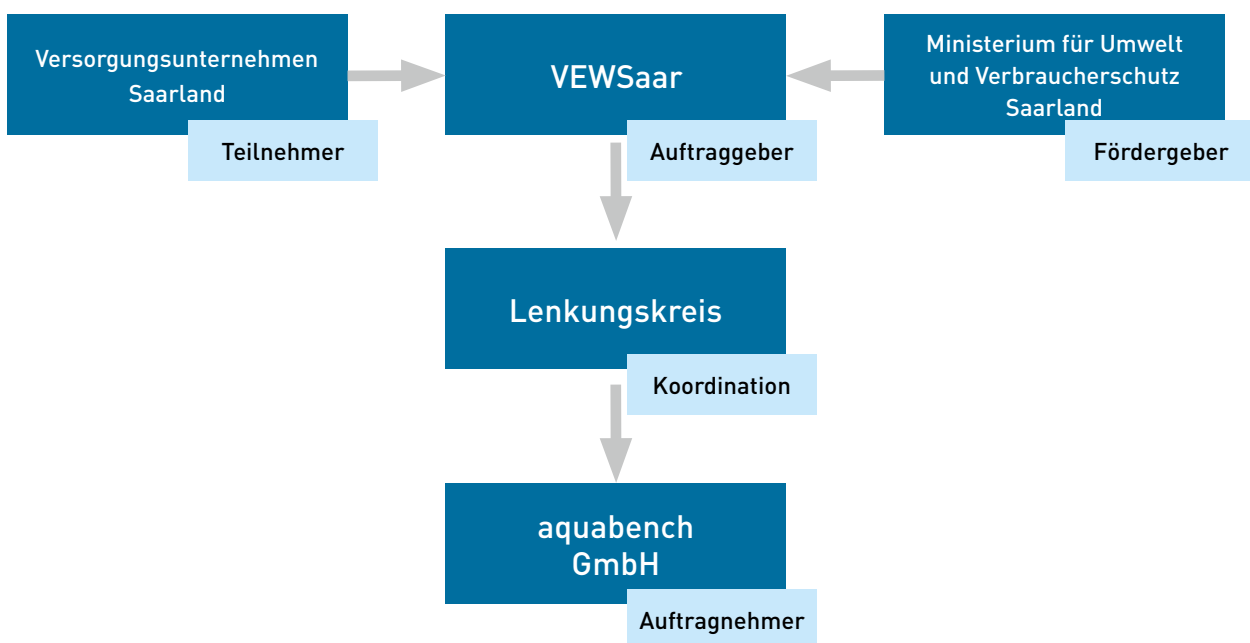 Versorgungsunternehmen
Saarland
Teilnehmer
VEWSaar
Auftraggeber
Ministerium für Umwelt
und Verbraucherschutz
Saarland
Fördergeber
Lenkungskreis
Koordination
aquabench
GmbH
Auftragnehmer